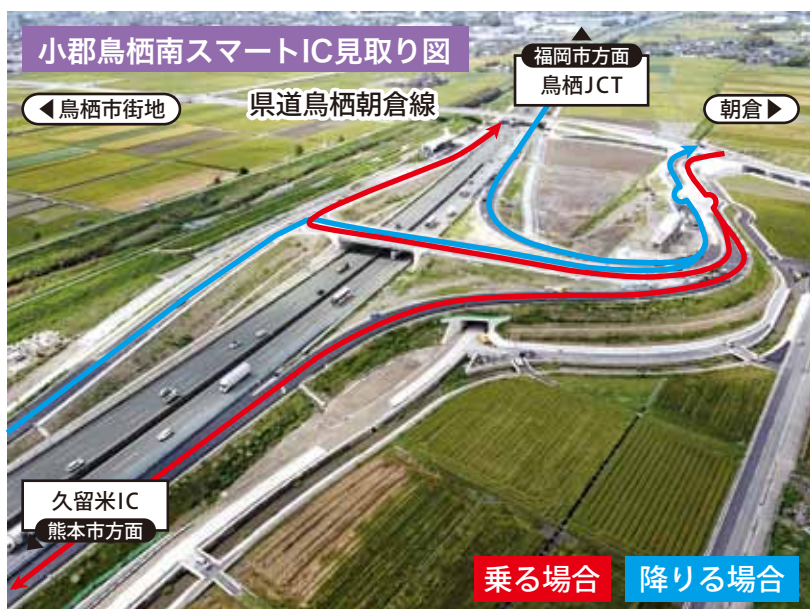 小郡鳥栖南スマートIC見取り図
福岡市方面
鳥栖JCT
◀鳥栖市街地
県道鳥栖朝倉線
朝倉▶
久留米IC
熊本市方面
乗る場合
降りる場合